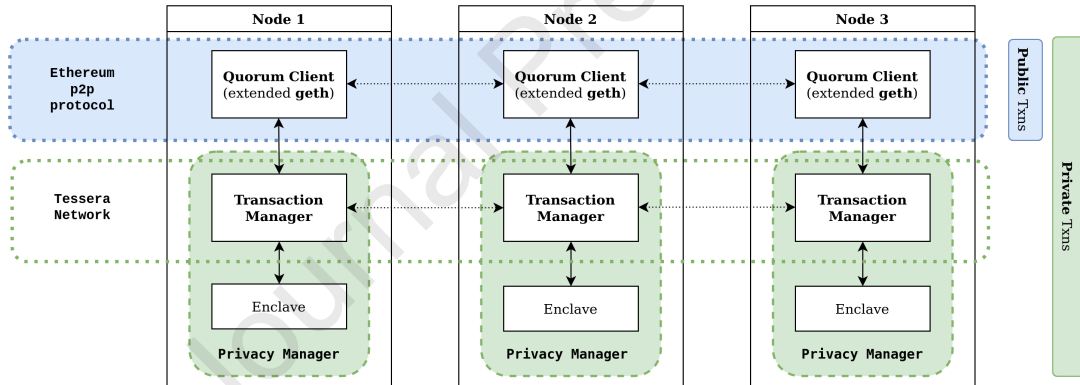 Node 1
Node 2
Node 3
Ethereum
p2p
protocol
Quorum Client
(extended geth)
Quorum Client
(extended geth)
Quorum Client
(extended geth)
Public Txns
Tessera
Network
Transaction
Manager
Transaction
Manager
Transaction
Manager
Private Txns
Enclave
Enclave
Enclave
Privacy Manager
Privacy Manager
Privacy Manager
Journal Pre